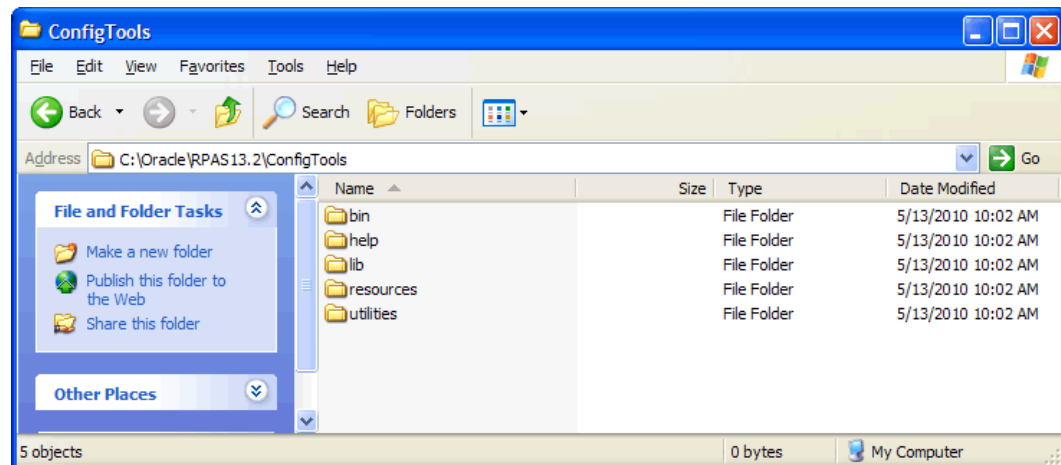 ConfigTools
File Edit View Favorites Tools Help
Back Search Folders
Address C:\Oracle\RPAS13.2\ConfigTools Go
File and Folder Tasks
Make a new folder
Publish this folder to
the Web
Share this folder
Other Places
Name Size Type Date Modified
bin File Folder 5/13/2010 10:02 AM
help File Folder 5/13/2010 10:02 AM
lib File Folder 5/13/2010 10:02 AM
resources File Folder 5/13/2010 10:02 AM
utilities File Folder 5/13/2010 10:02 AM
5 objects 0 bytes My Computer